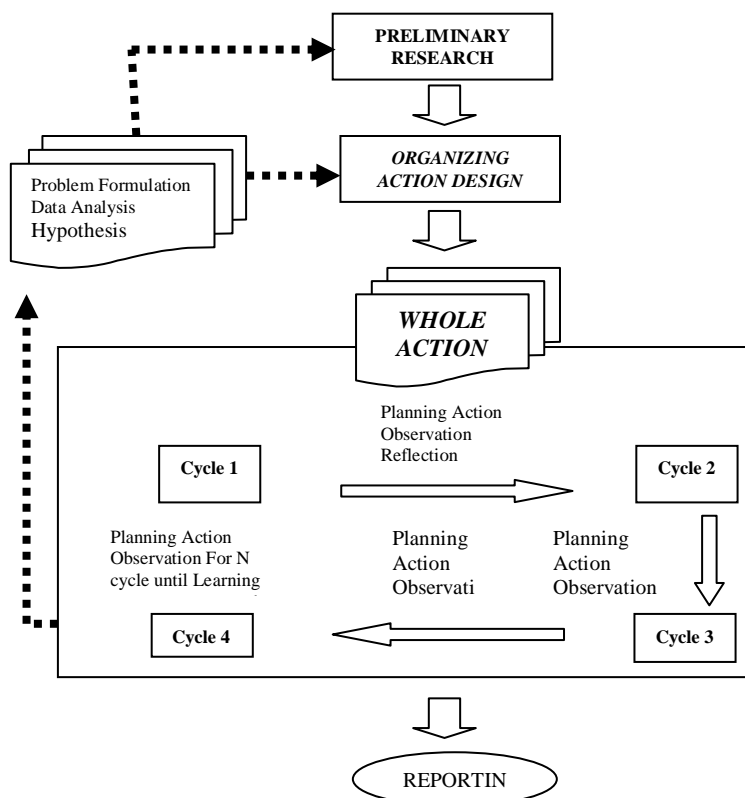 PRELIMINARY
RESEARCH
ORGANIZING
ACTION DESIGN
Problem Formulation
Data Analysis
Hypothesis
WHOLE
ACTION
Planning Action
Observation
Reflection
Cycle 1
Cycle 2
Planning Action
Observation For N
cycle until Learning
Planning
Action
Observati
Planning
Action
Observation
Cycle 4
Cycle 3
REPORTIN